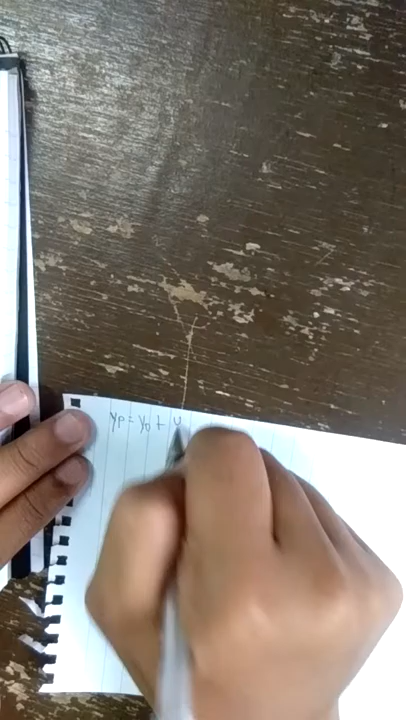 yp = y₀ + u